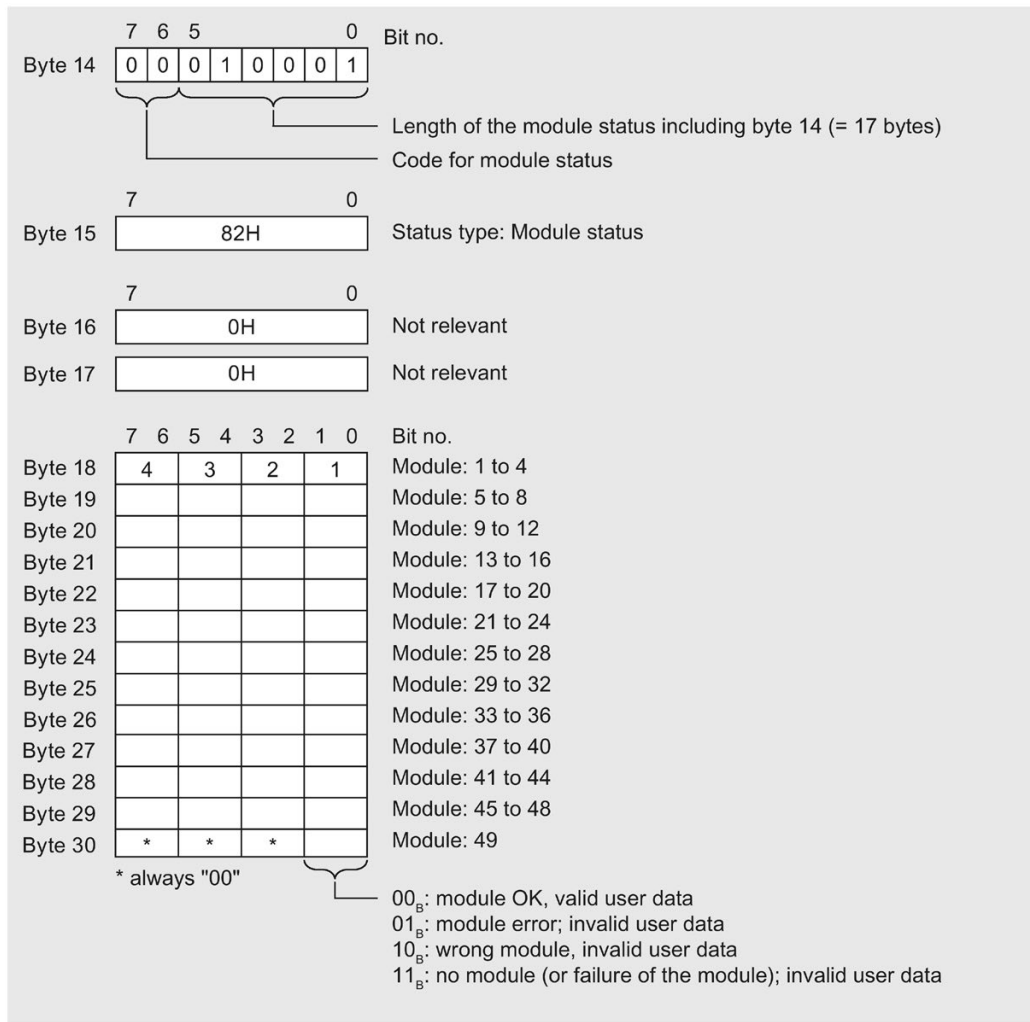 7 6 5 0 Bit no.
Byte 14 0 0 0 1 0 0 0 1
Length of the module status including byte 14 (= 17 bytes)
Code for module status
7 0
Byte 15 82H Status type: Module status
7 0
Byte 16 0H Not relevant
Byte 17 0H Not relevant
7 6 5 4 3 2 1 0 Bit no.
Byte 18 4 3 2 1 Module: 1 to 4
Byte 19 Module: 5 to 8
Byte 20 Module: 9 to 12
Byte 21 Module: 13 to 16
Byte 22 Module: 17 to 20
Byte 23 Module: 21 to 24
Byte 24 Module: 25 to 28
Byte 25 Module: 29 to 32
Byte 26 Module: 33 to 36
Byte 27 Module: 37 to 40
Byte 28 Module: 41 to 44
Byte 29 Module: 45 to 48
Byte 30 * * * Module: 49
* always "00"
00B: module OK, valid user data
01B: module error; invalid user data
10B: wrong module, invalid user data
11B: no module (or failure of the module); invalid user data